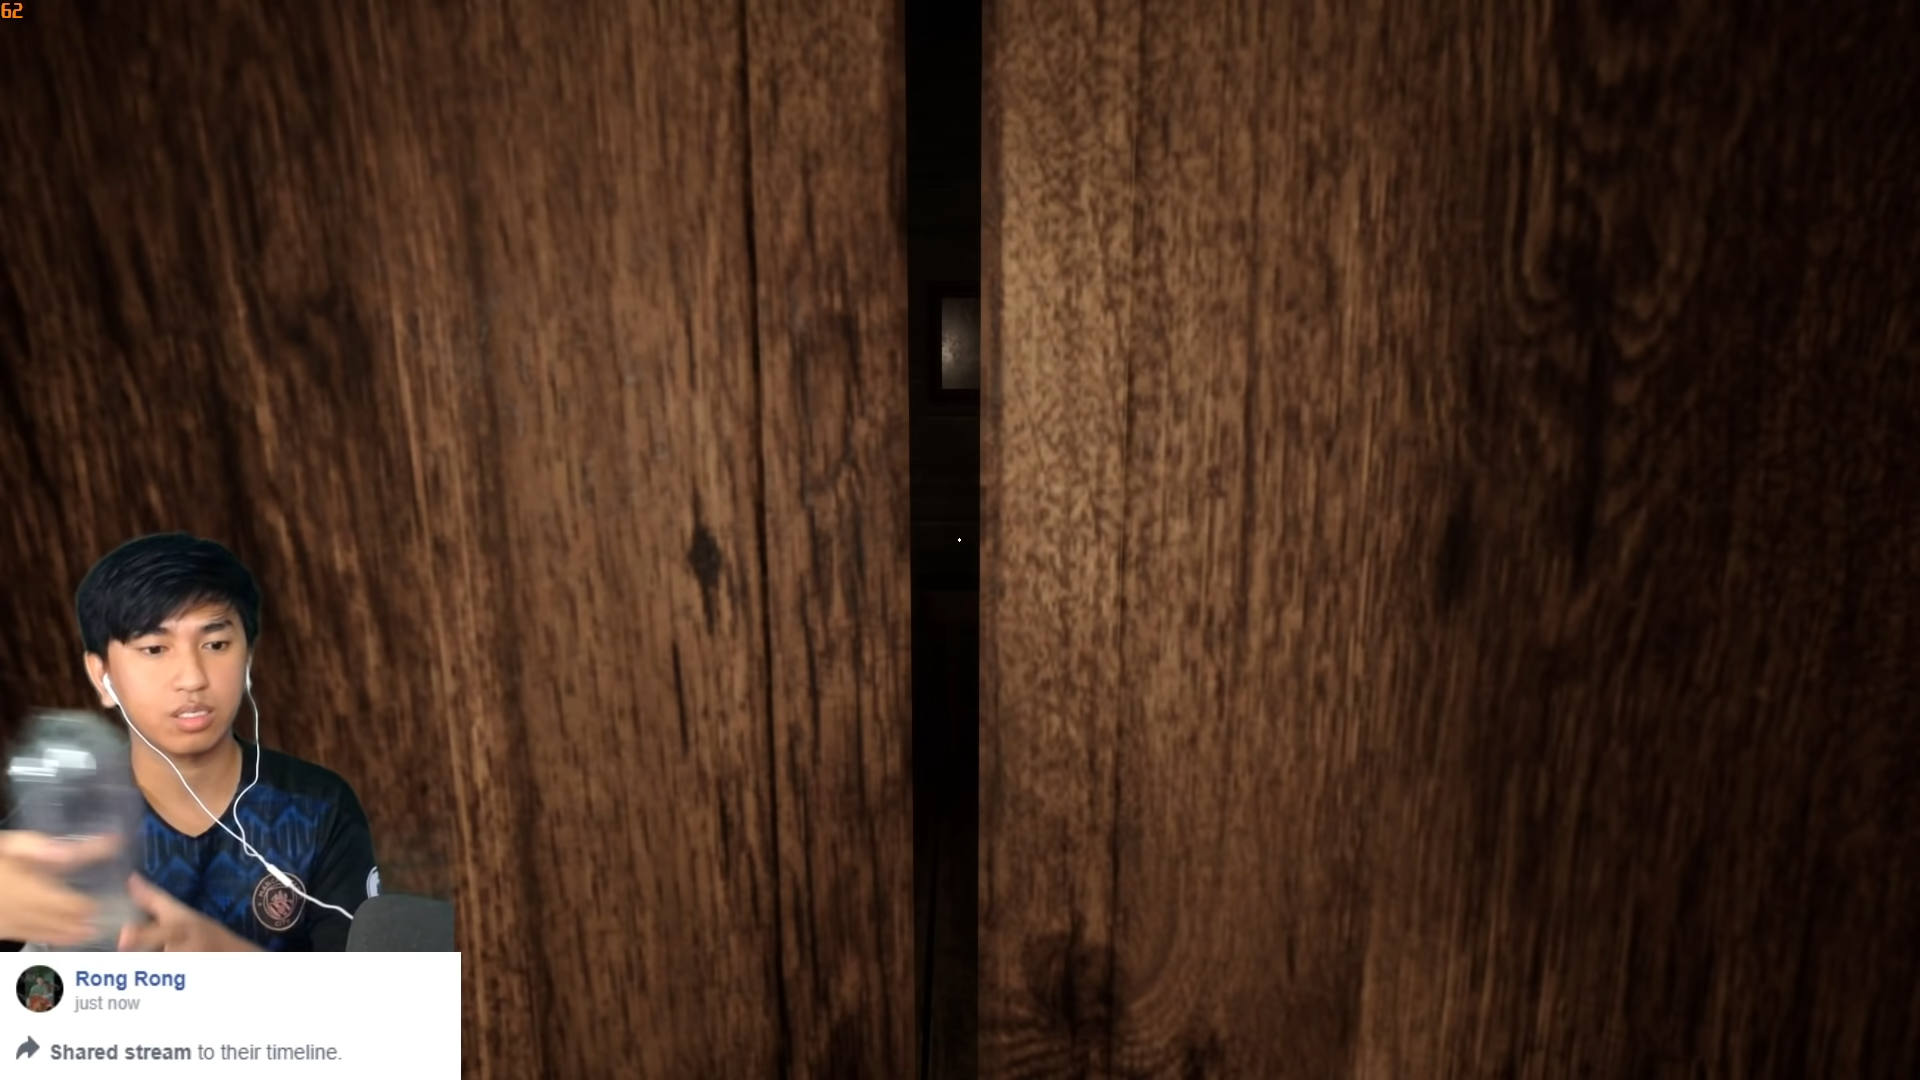 62
Rong Rong
just now
Shared stream to their timeline.